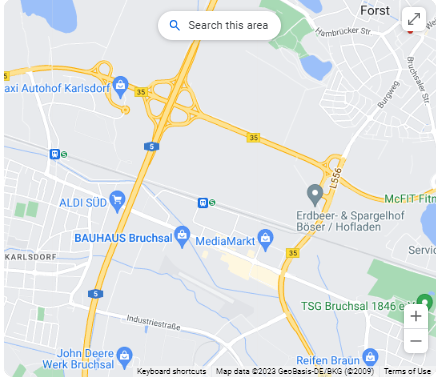 Forst
Search this area
Hambrücker Str
axi Autohof Karlsdorf
35
35
Bruchsaler Str.
Burgweg
5
L556
ALDI SÜD
McFIT Fitn
Erdbeer- & Spargelhof
Böser / Hofladen
BAUHAUS Bruchsal
MediaMarkt
35
Servic
KARLSDORF
5
TSG Bruchsal 1846 e.V
Industriestraße
John Deere
Werk Bruchsal
Reifen Braun
Keyboard shortcuts
Map data ©2023 GeoBasis-DE/BKG (©2009)
Terms of Use